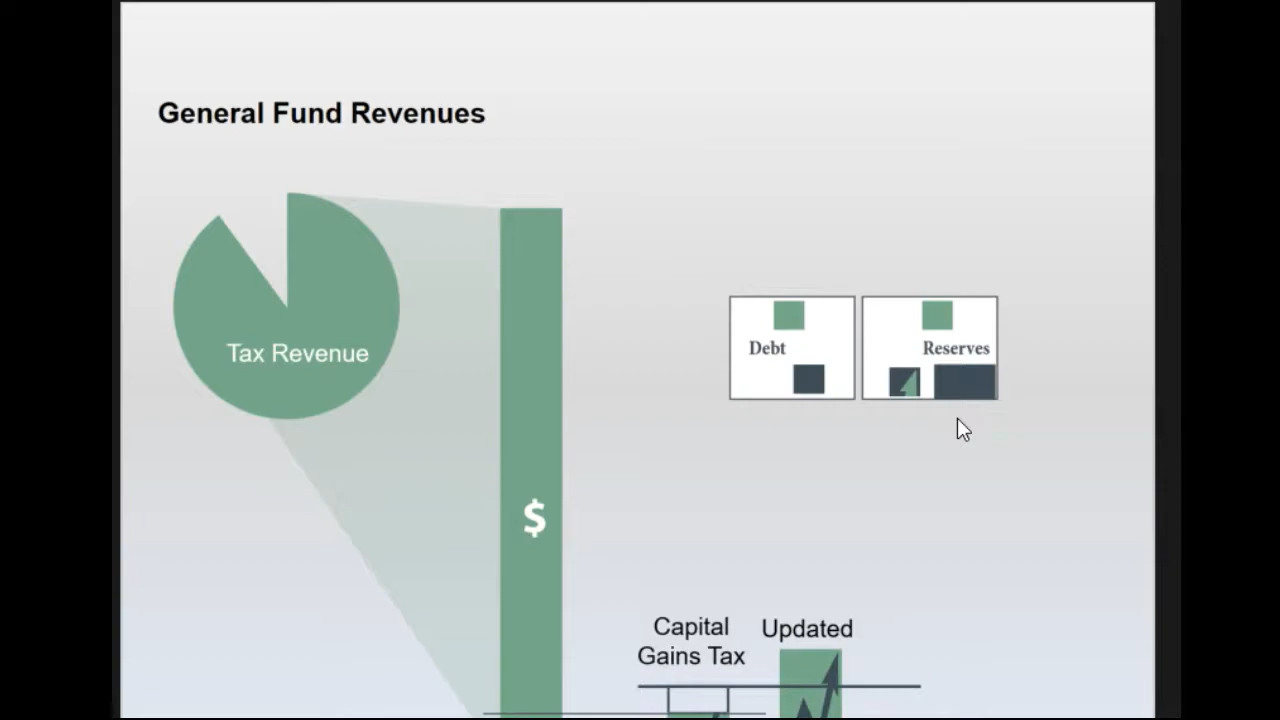 General Fund Revenues
Tax Revenue
Debt
Reserves
$
Capital
Gains Tax
Updated